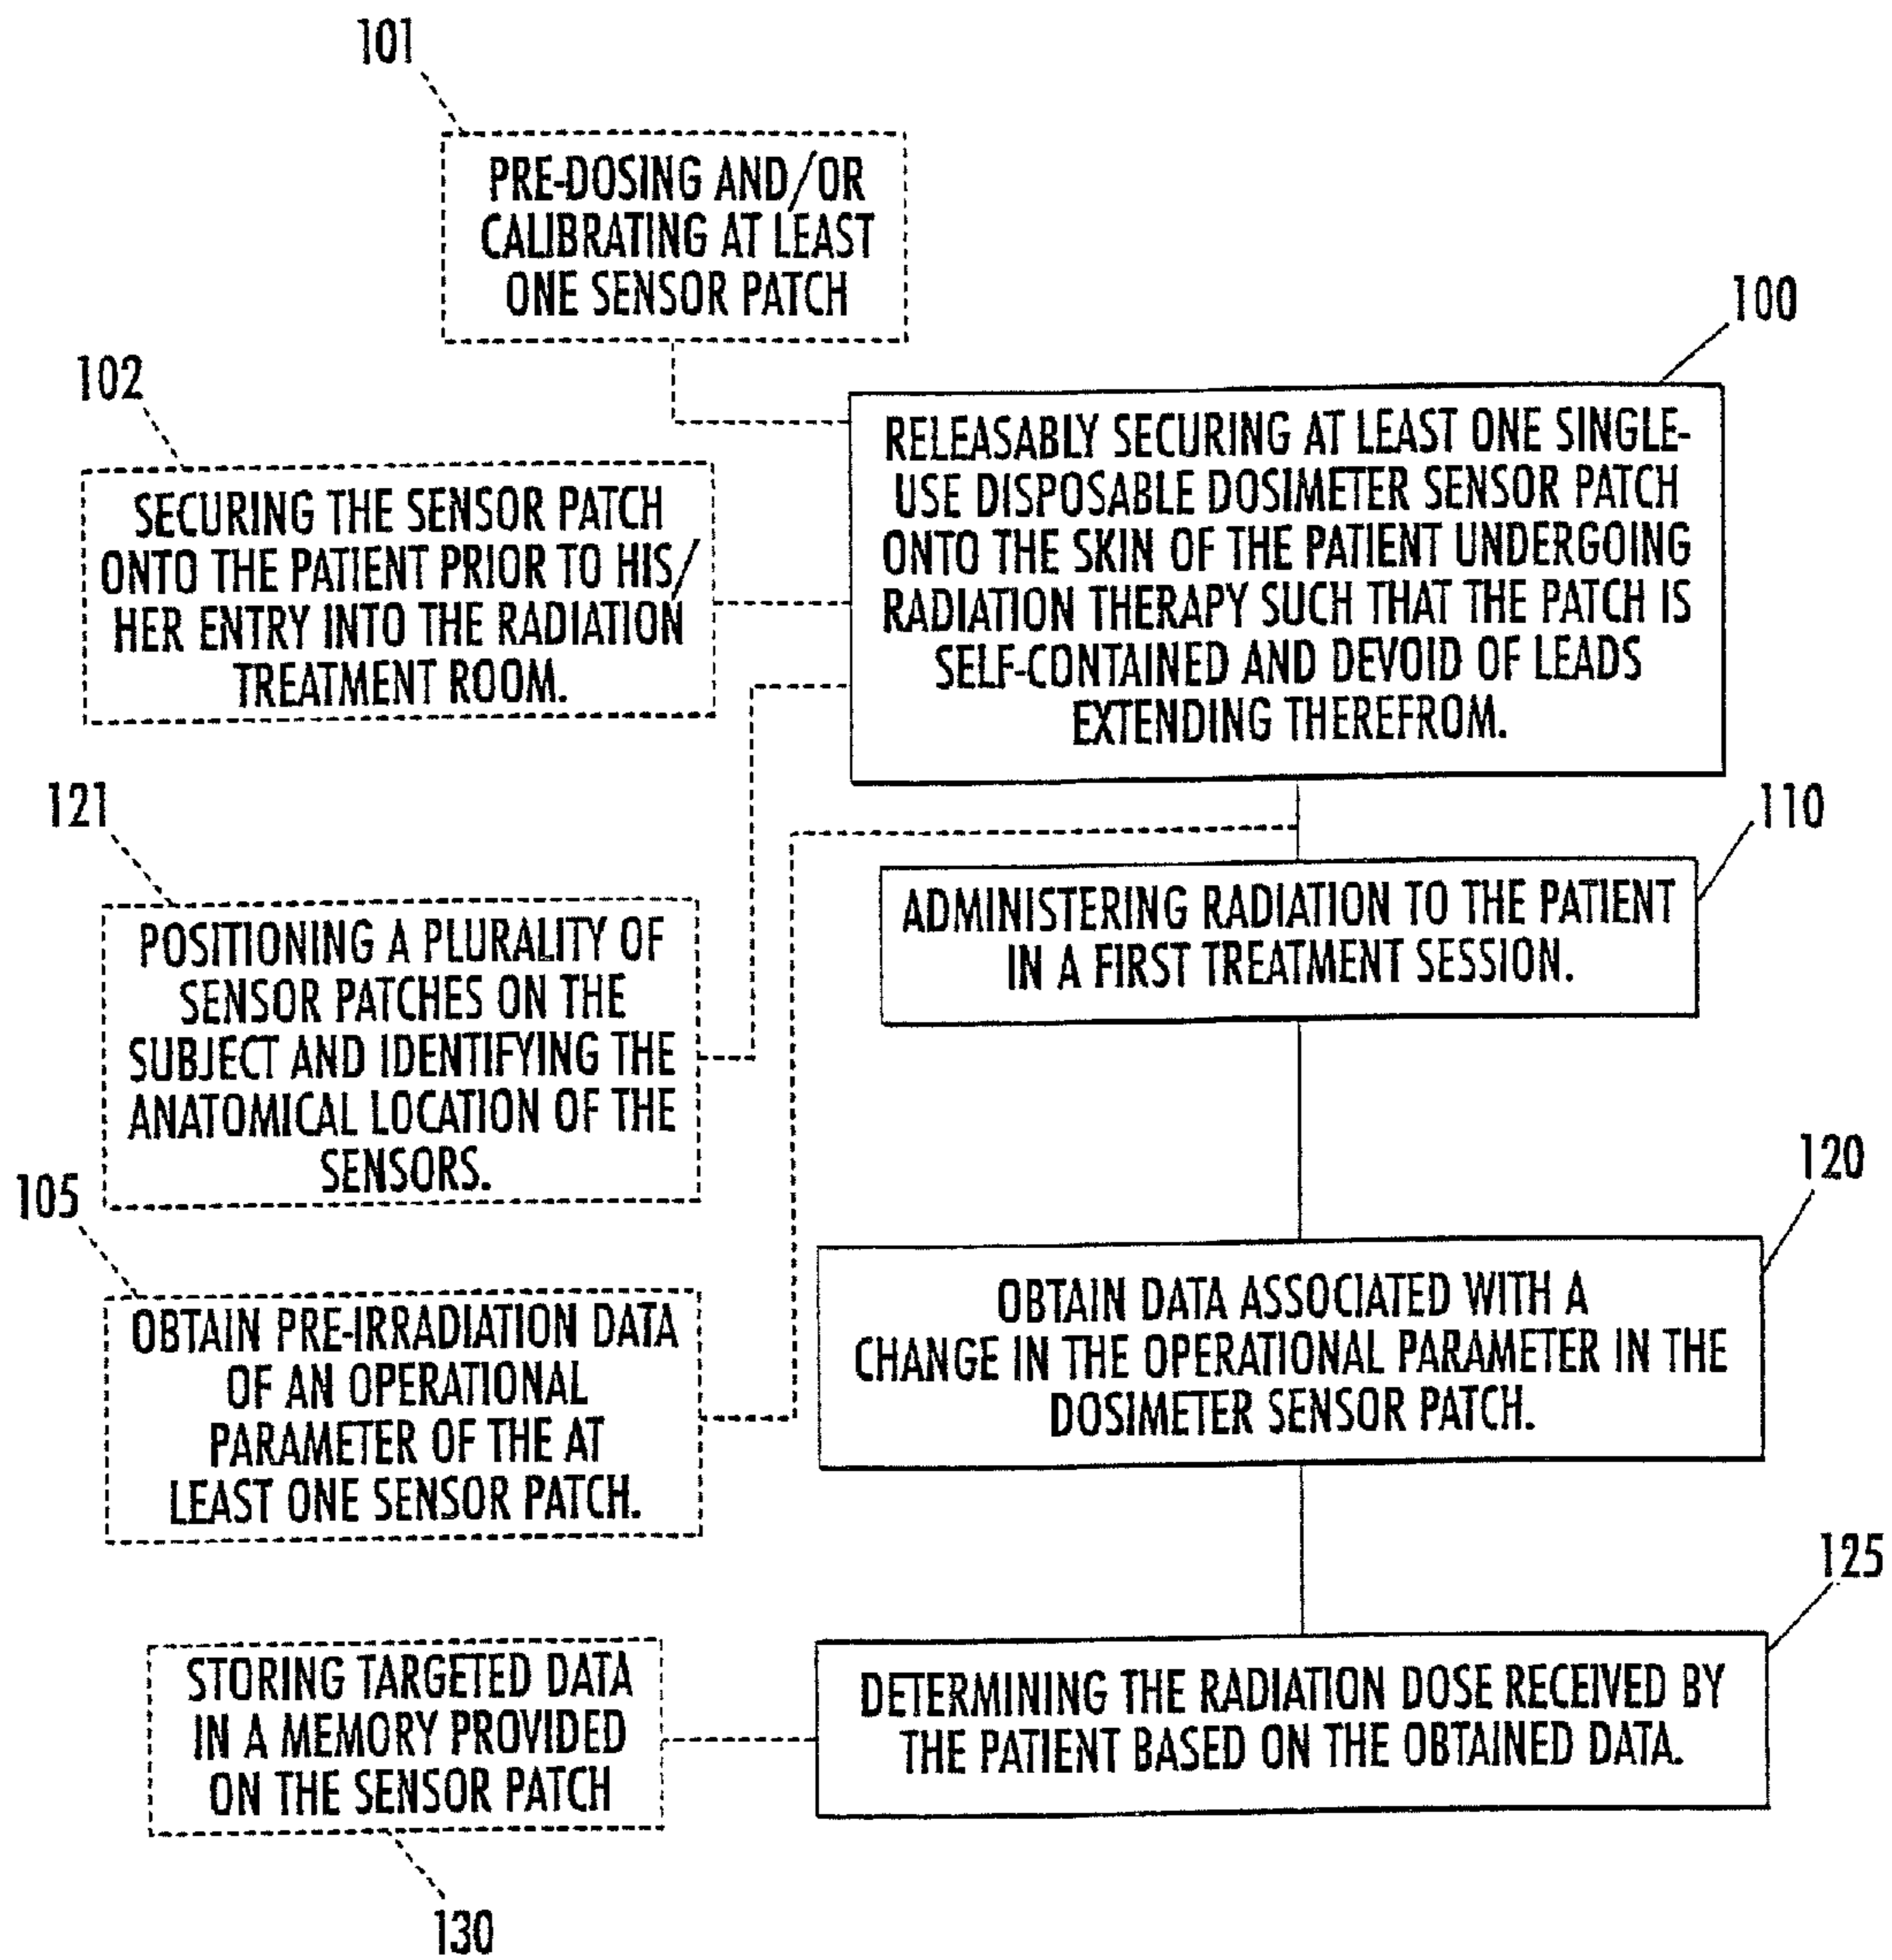 101
PRE-DOSING AND/OR
CALIBRATING AT LEAST
ONE SENSOR PATCH
100
RELEASABLY SECURING AT LEAST ONE SINGLE-
USE DISPOSABLE DOSIMETER SENSOR PATCH
ONTO THE SKIN OF THE PATIENT UNDERGOING
RADIATION THERAPY SUCH THAT THE PATCH IS
SELF-CONTAINED AND DEVOID OF LEADS
EXTENDING THEREFROM.
102
SECURING THE SENSOR PATCH
ONTO THE PATIENT PRIOR TO HIS/
HER ENTRY INTO THE RADIATION
TREATMENT ROOM.
121
POSITIONING A PLURALITY OF
SENSOR PATCHES ON THE
SUBJECT AND IDENTIFYING THE
ANATOMICAL LOCATION OF THE
SENSORS.
110
ADMINISTERING RADIATION TO THE PATIENT
IN A FIRST TREATMENT SESSION.
105
OBTAIN PRE-IRRADIATION DATA
OF AN OPERATIONAL
PARAMETER OF THE AT
LEAST ONE SENSOR PATCH.
120
OBTAIN DATA ASSOCIATED WITH A
CHANGE IN THE OPERATIONAL PARAMETER IN THE
DOSIMETER SENSOR PATCH.
125
DETERMINING THE RADIATION DOSE RECEIVED BY
THE PATIENT BASED ON THE OBTAINED DATA.
STORING TARGETED DATA
IN A MEMORY PROVIDED
ON THE SENSOR PATCH
130